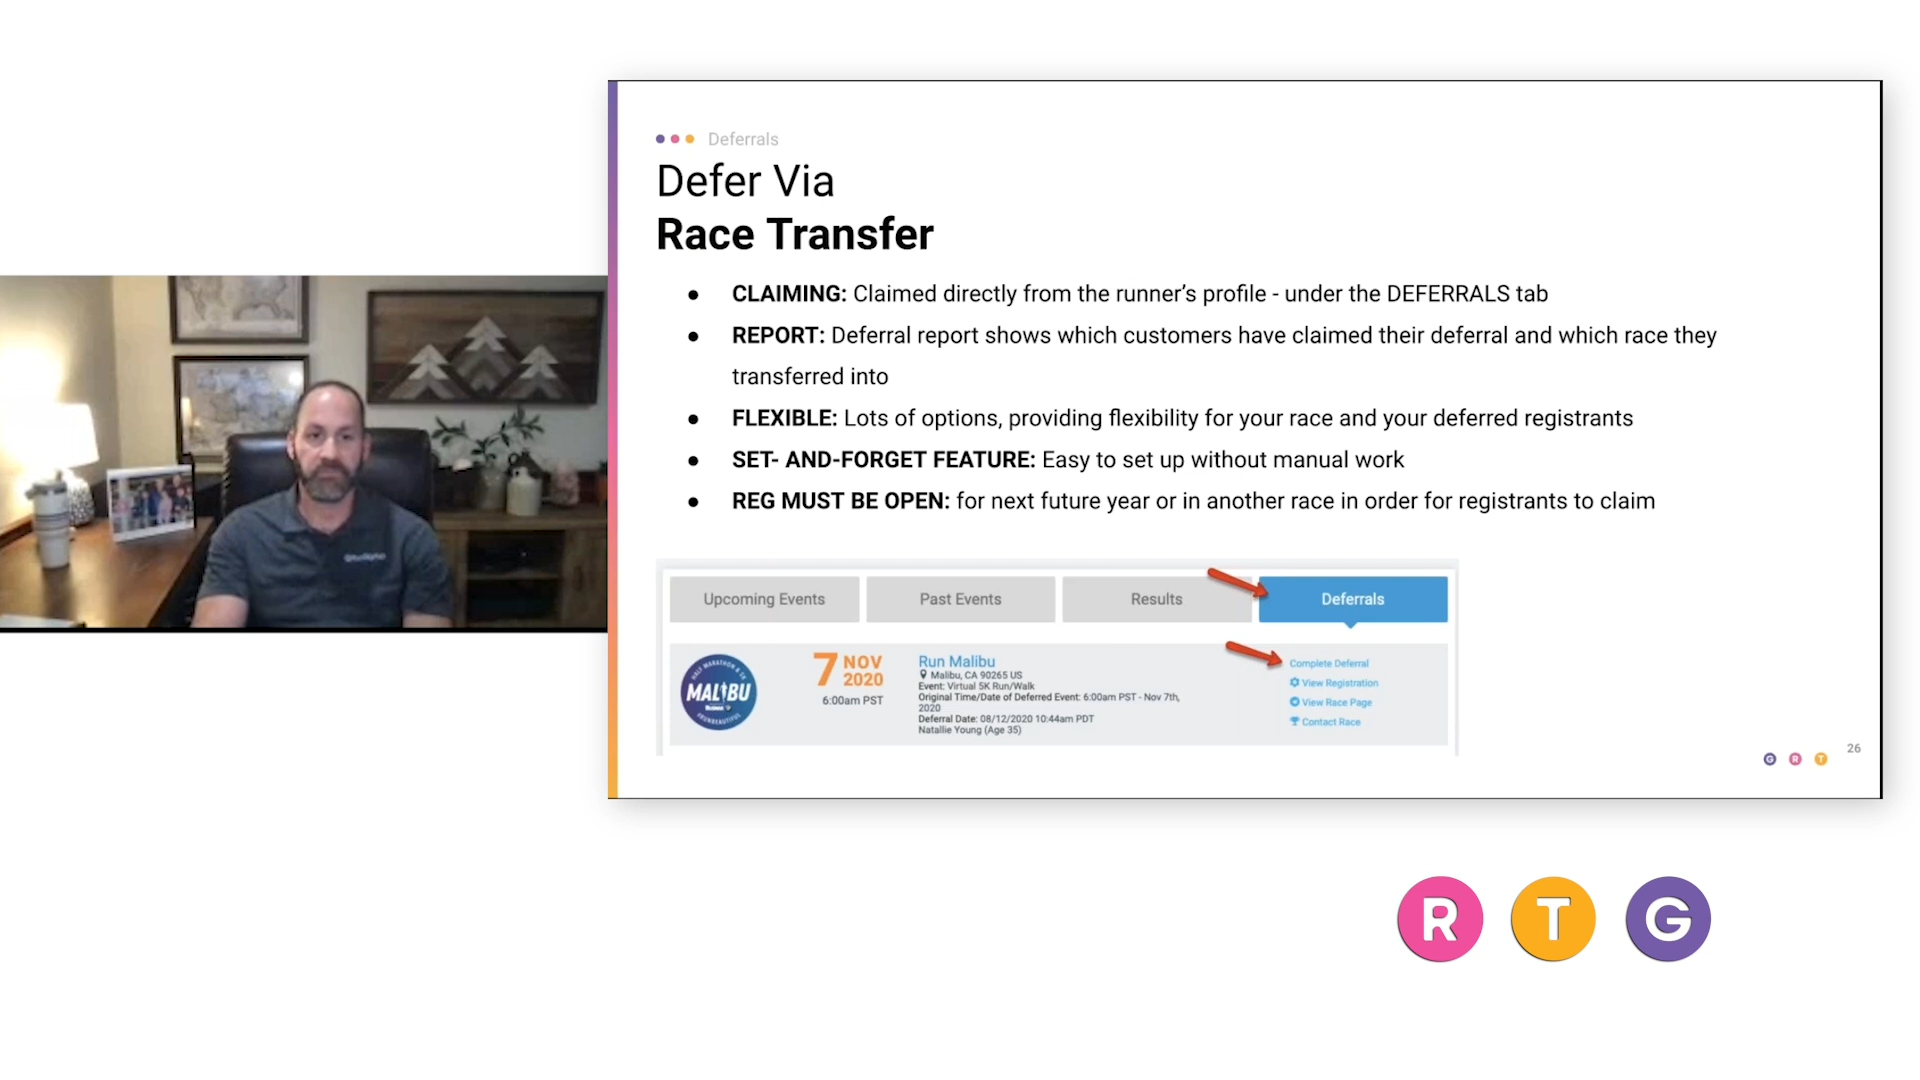 Deferrals
Defer Via
Race Transfer
● CLAIMING: Claimed directly from the runner's profile - under the DEFERRALS tab
● REPORT: Deferral report shows which customers have claimed their deferral and which race they
transferred into
● FLEXIBLE: Lots of options, providing flexibility for your race and your deferred registrants
● SET- AND-FORGET FEATURE: Easy to set up without manual work
● REG MUST BE OPEN: for next future year or in another race in order for registrants to claim
Upcoming Events
Past Events
Results
Deferrals
HALF MARATHON & 5K
MALIBU
#RUNBEAUTIFUL
7 NOV
2020
6:00am PST
Run Malibu
Malibu, CA 90265 US
Event: Virtual 5K Run/Walk
Original Time/Date of Deferred Event: 6:00am PST - Nov 7th,
2020
Deferral Date: 08/12/2020 10:44am PDT
Natallie Young (Age 35)
Complete Deferral
View Registration
View Race Page
Contact Race
G R T
26
R T G